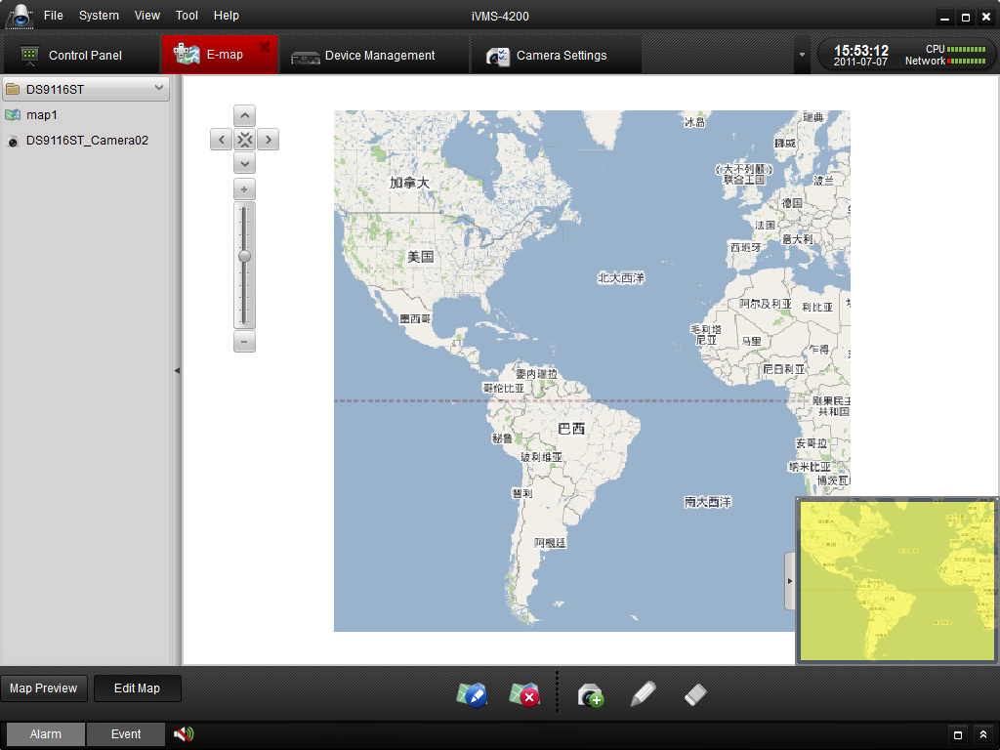 File System View Tool Help
iVMS-4200
Control Panel
E-map
Device Management
Camera Settings
15:53:12
2011-07-07
CPU
Network
DS9116ST
map1
DS9116ST_Camera02
冰岛
瑞典
挪威
(大不列颠)
联合王国
波兰
加拿大
德国
法国
意大利
西班牙
美国
北大西洋
阿尔及利亚
利比亚
墨西哥
毛利塔
尼亚
马里
乍得
尼日利亚
委内瑞拉
哥伦比亚
刚果民主
共和国
巴西
秘鲁
安哥拉
玻利维亚
纳米比亚
博茨瓦纳
智利
南大西洋
阿根廷
Map Preview
Edit Map
Alarm
Event